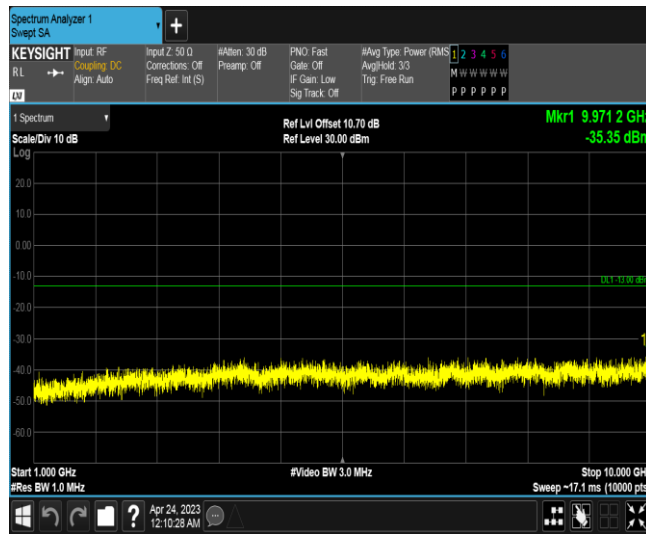 Spectrum Analyzer 1
Swept SA
+
KEYSIGHT
RL
LXI
Input: RF
Coupling: DC
Align: Auto
Input Z: 50 Ω
Corrections: Off
Freq Ref: Int (S)
#Atten: 30 dB
Preamp: Off
PNO: Fast
Gate: Off
IF Gain: Low
Sig Track: Off
#Avg Type: Power (RMS
Avg|Hold: 3/3
Trig: Free Run
1 2 3 4 5 6
M W W W W W
P P P P P P
1 Spectrum
Scale/Div 10 dB
Log
Ref Lvl Offset 10.70 dB
Ref Level 30.00 dBm
Mkr1 9.971 2 GHz
-35.35 dBm
20.0
10.0
0.00
-10.0
DL1 -13.00 dBm
-20.0
-30.0
1
-40.0
-50.0
-60.0
Start 1.000 GHz
#Res BW 1.0 MHz
#Video BW 3.0 MHz
Stop 10.000 GH
Sweep ~17.1 ms (10000 pts
?
Apr 24, 2023
12:10:28 AM